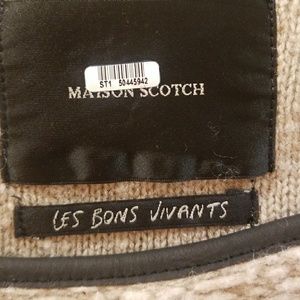 ST1 50445942
MAISON SCOTCH
LES BONS VIVANTS